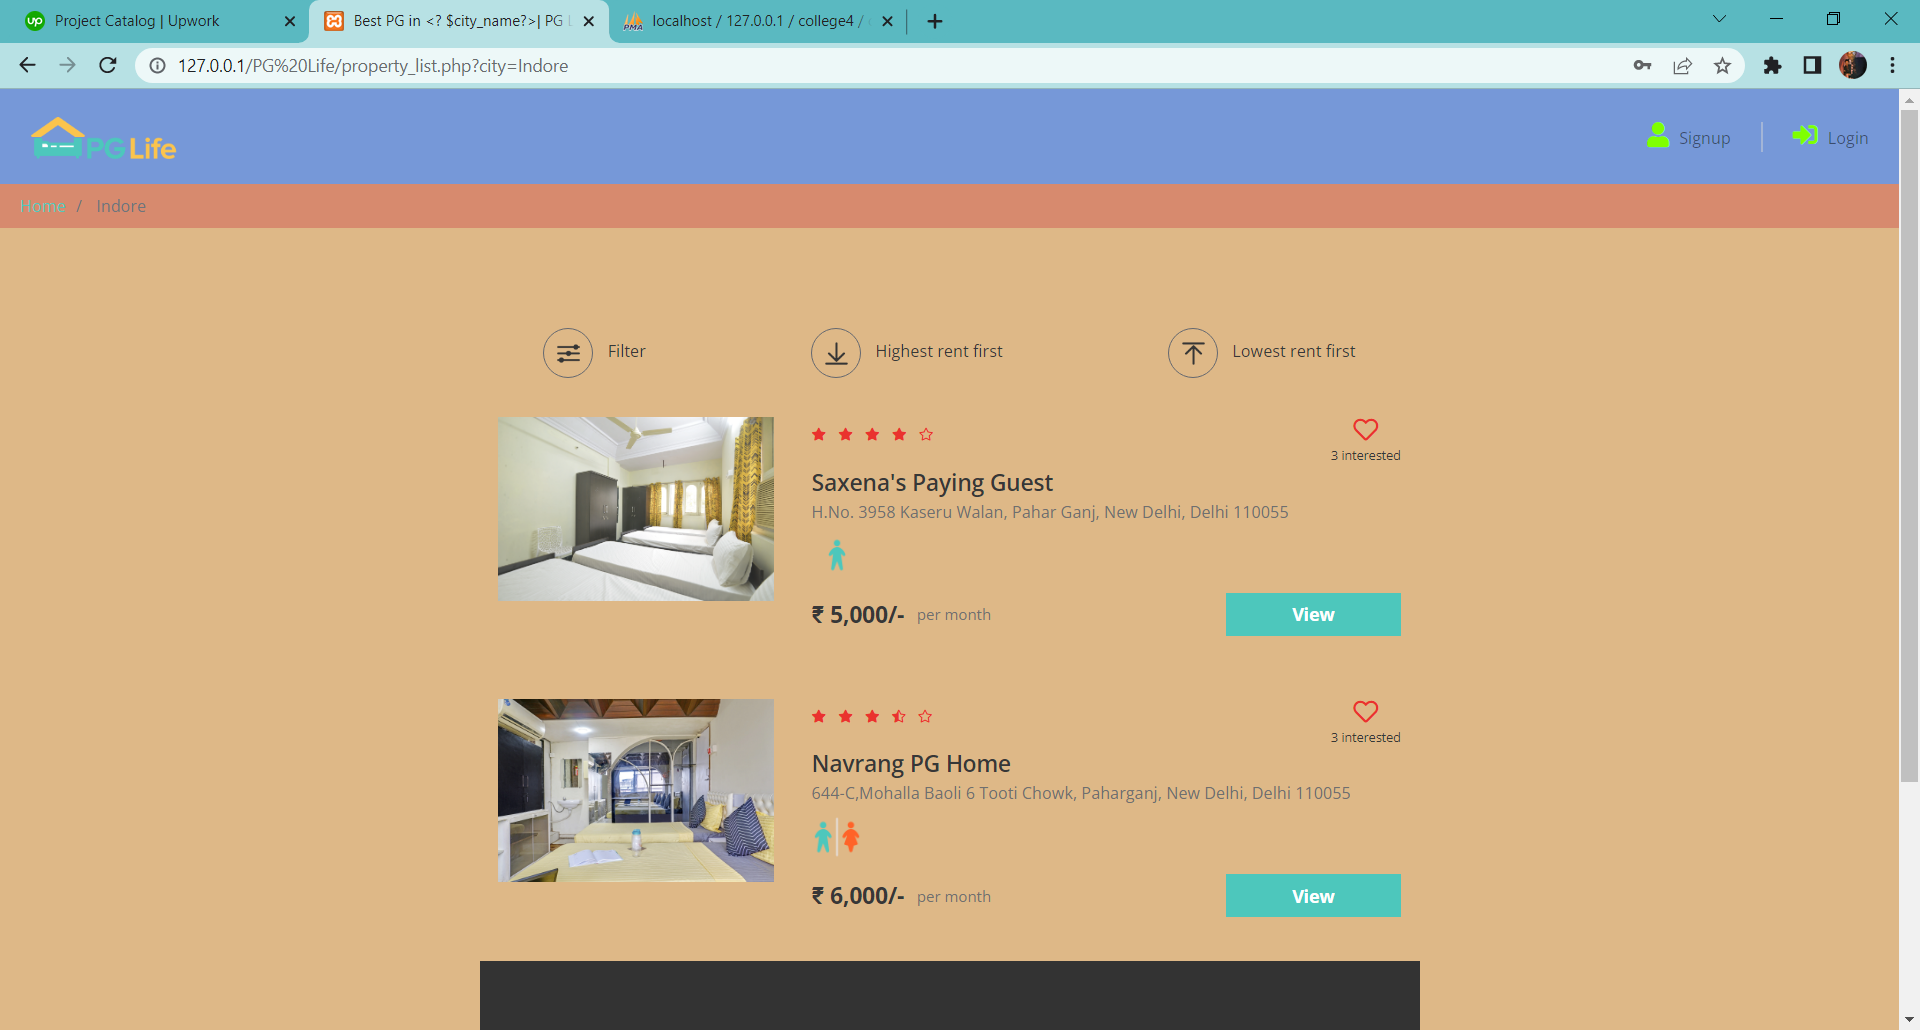 Project Catalog | Upwork
Best PG in <? $city_name?>| PG
localhost / 127.0.0.1 / college4 /
127.0.0.1/PG%20Life/property_list.php?city=Indore
PG Life
Signup
Login
Home / Indore
Filter
Highest rent first
Lowest rent first
3 interested
Saxena's Paying Guest
H.No. 3958 Kaseru Walan, Pahar Ganj, New Delhi, Delhi 110055
₹ 5,000/- per month
View
3 interested
Navrang PG Home
644-C,Mohalla Baoli 6 Tooti Chowk, Paharganj, New Delhi, Delhi 110055
₹ 6,000/- per month
View